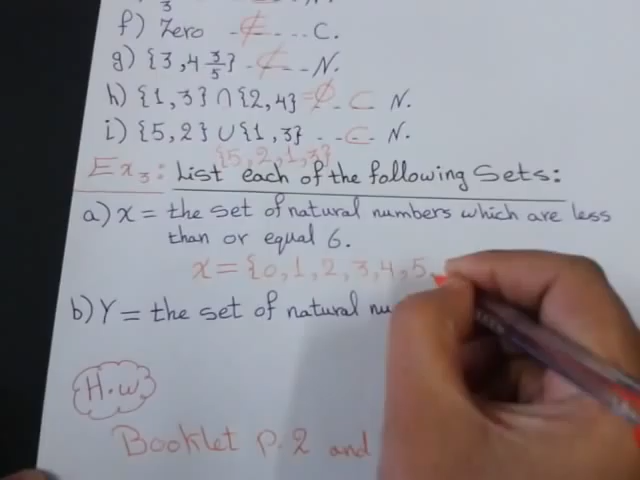 3
f) Zero ∉ C.
g) {3, 4 3/5} ⊄ N.
h) {1, 3} ∩ {2, 4} = ∅ ⊂ N.
i) {5, 2} ∪ {1, 3} ⊂ N.
{5, 2, 1, 3}
Ex3: List each of the following Sets:
a) X = the set of natural numbers which are less
than or equal 6.
X = {0, 1, 2, 3, 4, 5,
b) Y = the set of natural
H.w
Booklet p. 2 and